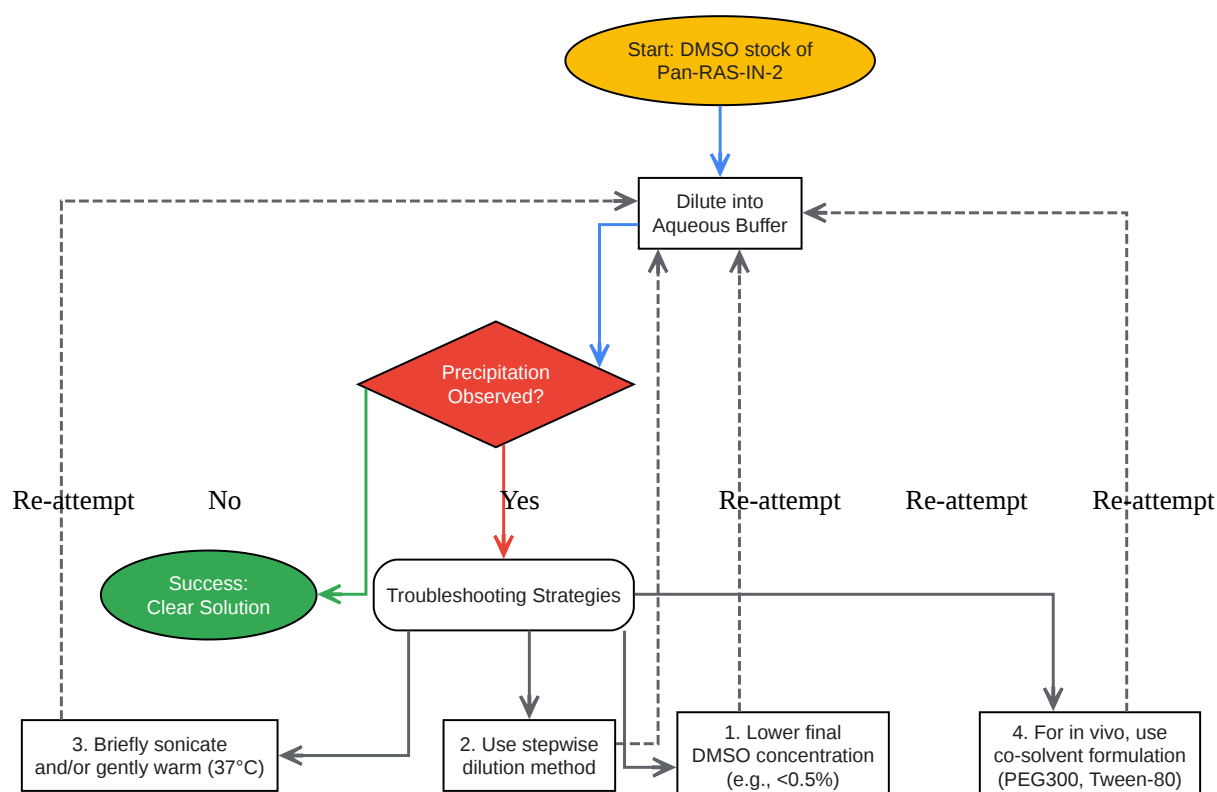 Start: DMSO stock of
Pan-RAS-IN-2
Dilute into
Aqueous Buffer
Precipitation
Observed?
Re-attempt
No
Yes
Re-attempt
Re-attempt
Re-attempt
Success:
Clear Solution
Troubleshooting Strategies
3. Briefly sonicate
and/or gently warm (37°C)
2. Use stepwise
dilution method
1. Lower final
DMSO concentration
(e.g., <0.5%)
4. For in vivo, use
co-solvent formulation
(PEG300, Tween-80)